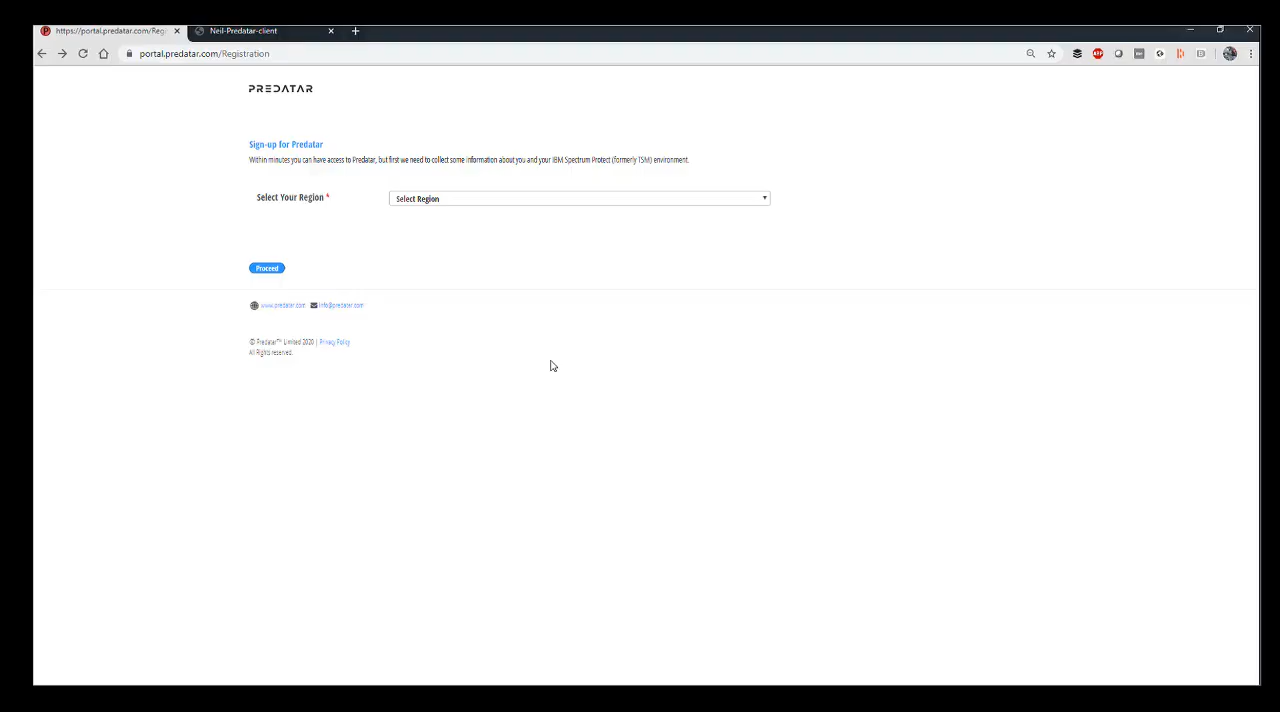 https://portal.predatar.com/Regi
Neil-Predatar-client
portal.predatar.com/Registration
PREDATAR
Sign-up for Predatar
Within minutes you can have access to Predatar, but first we need to collect some information about you and your IBM Spectrum Protect (formerly TSM) environment.
Select Your Region *
Select Region
Proceed
www.predatar.com info@predatar.com
© Predatar™ Limited 2020 | Privacy Policy
All Rights reserved.